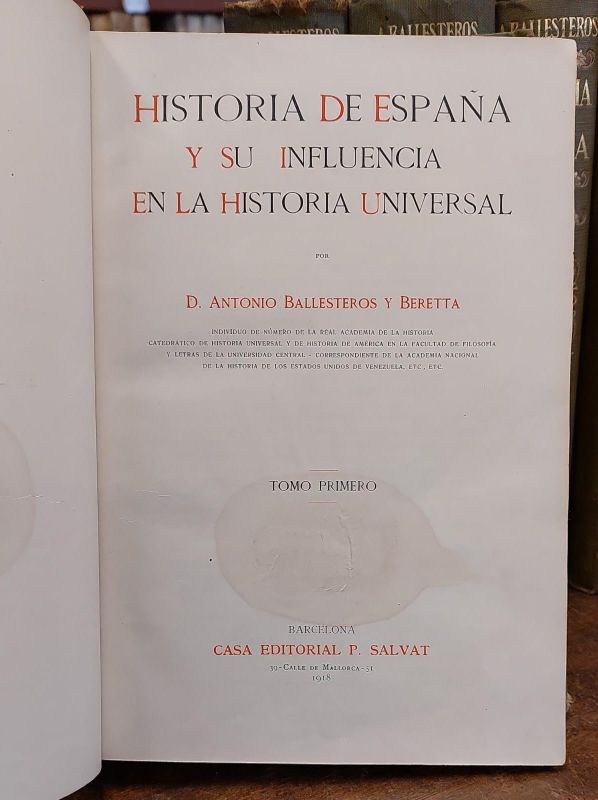 BALLESTEROS
BALLESTEROS
HISTORIA DE ESPAÑA
Y SU INFLUENCIA
EN LA HISTORIA UNIVERSAL
POR
D. ANTONIO BALLESTEROS Y BERETTA
INDIVÍDUO DE NÚMERO DE LA REAL ACADEMIA DE LA HISTORIA
CATEDRÁTICO DE HISTORIA UNIVERSAL Y DE HISTORIA DE AMÉRICA EN LA FACULTAD DE FILOSOFÍA
Y LETRAS DE LA UNIVERSIDAD CENTRAL - CORRESPONDIENTE DE LA ACADEMIA NACIONAL
DE LA HISTORIA DE LOS ESTADOS UNIDOS DE VENEZUELA, ETC., ETC.
TOMO PRIMERO
BARCELONA
CASA EDITORIAL P. SALVAT
39-CALLE DE MALLORCA-51
1918